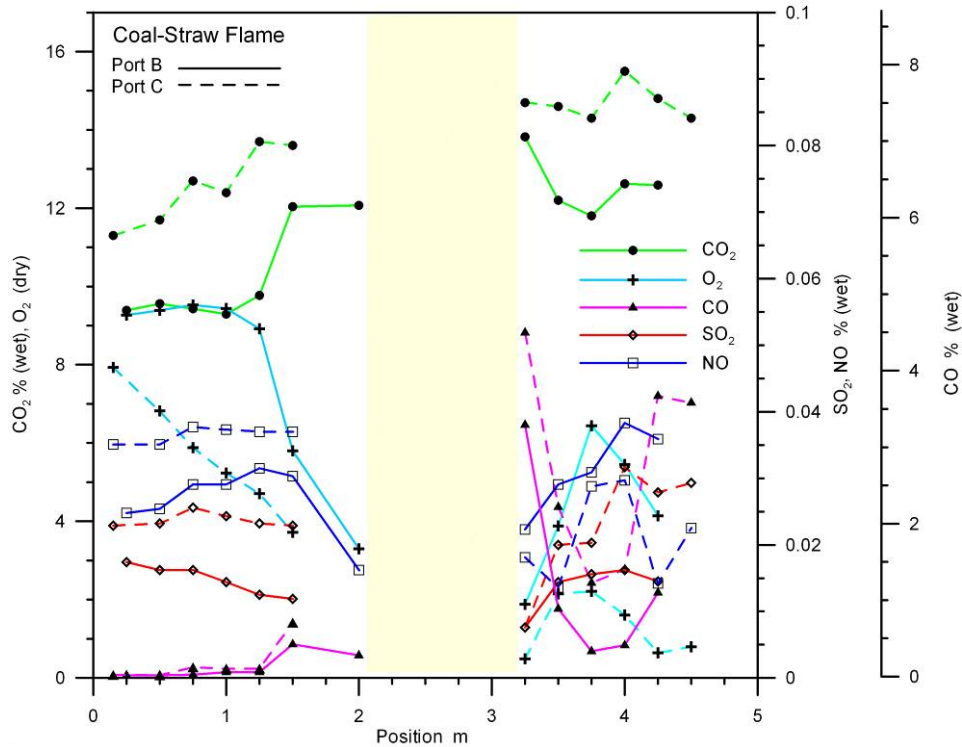 Coal-Straw Flame
Port B
Port C
16
12
8
4
0
CO2 % (wet), O2 (dry)
0
1
2
3
4
5
Position m
0.1
0.08
0.06
0.04
0.02
0
SO2, NO % (wet)
8
6
4
2
0
CO % (wet)
CO2
O2
CO
SO2
NO